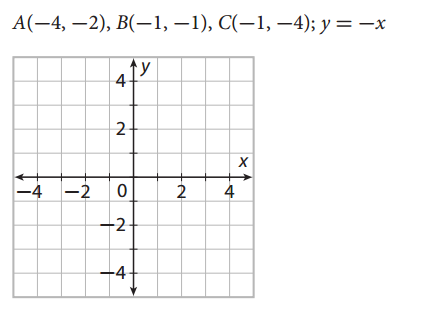 A(−4, −2), B(−1, −1), C(−1, −4); y = −x
y
4
2
x
−4 −2 0 2 4
−2
−4